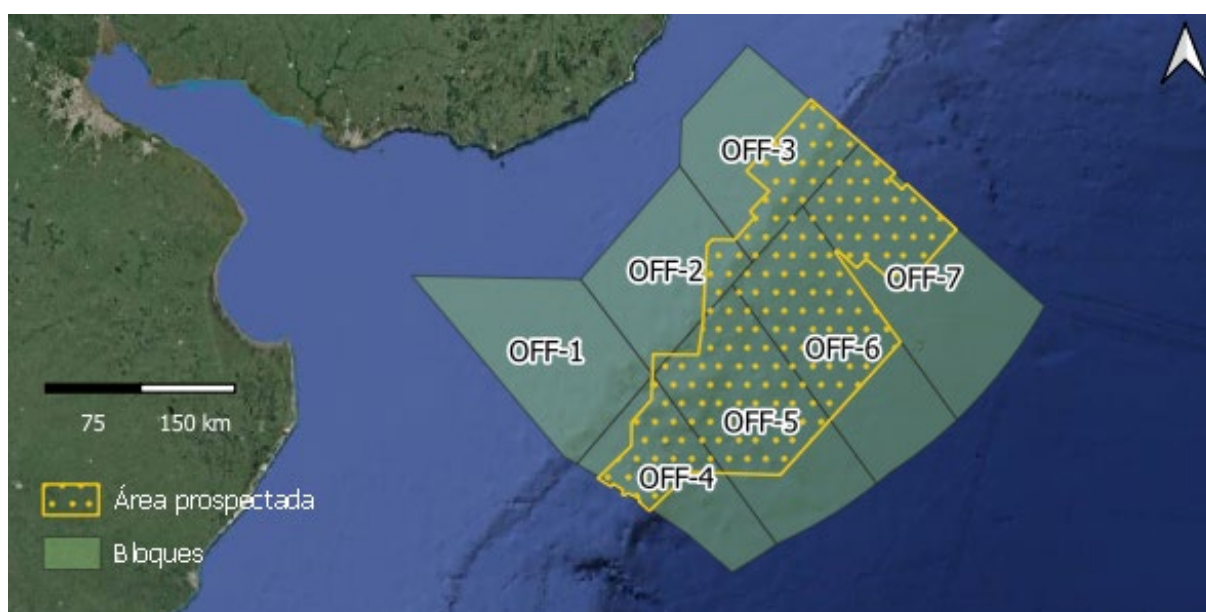 OFF-3
OFF-2
OFF-7
OFF-1
OFF-6
OFF-5
OFF-4
75 150 km
Área prospectada
Bloques